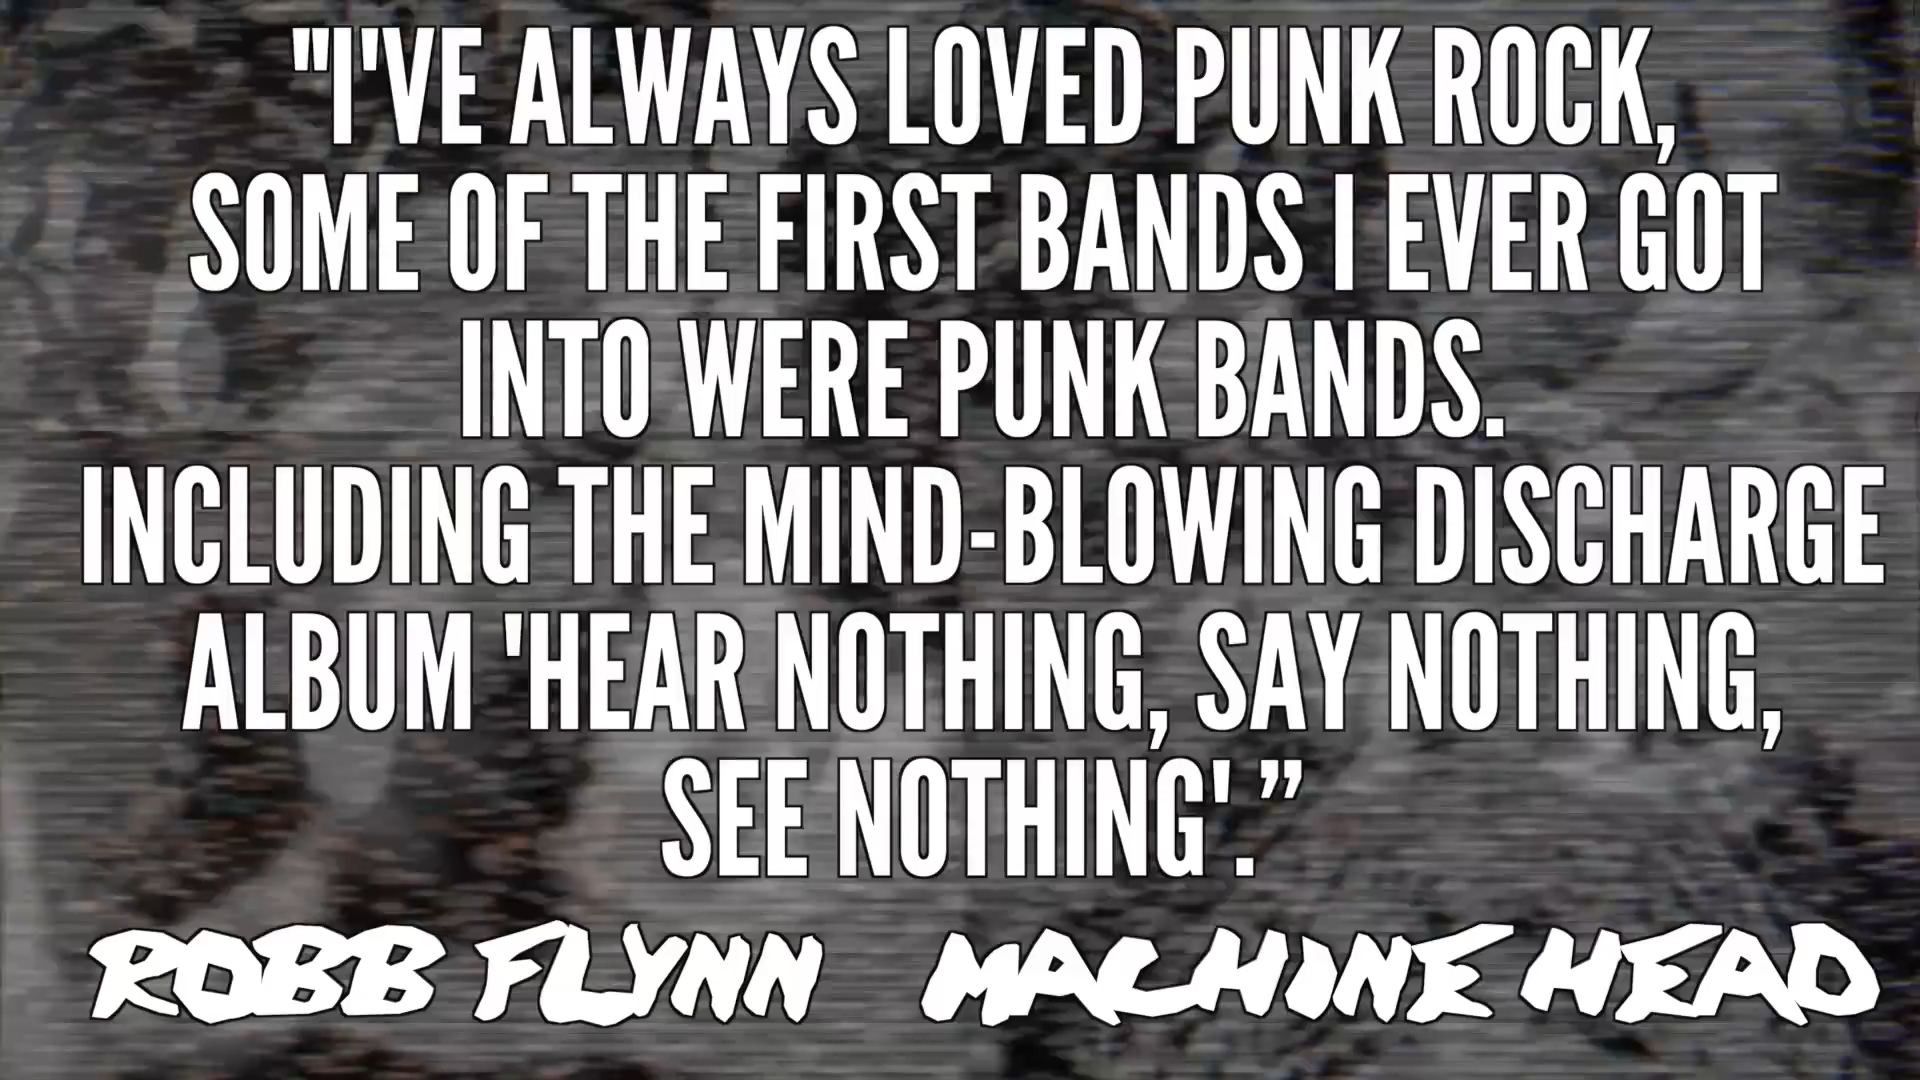 "I'VE ALWAYS LOVED PUNK ROCK,
SOME OF THE FIRST BANDS I EVER GOT
INTO WERE PUNK BANDS.
INCLUDING THE MIND-BLOWING DISCHARGE
ALBUM 'HEAR NOTHING, SAY NOTHING,
SEE NOTHING'.”
ROBB FLYNN MACHINE HEAD